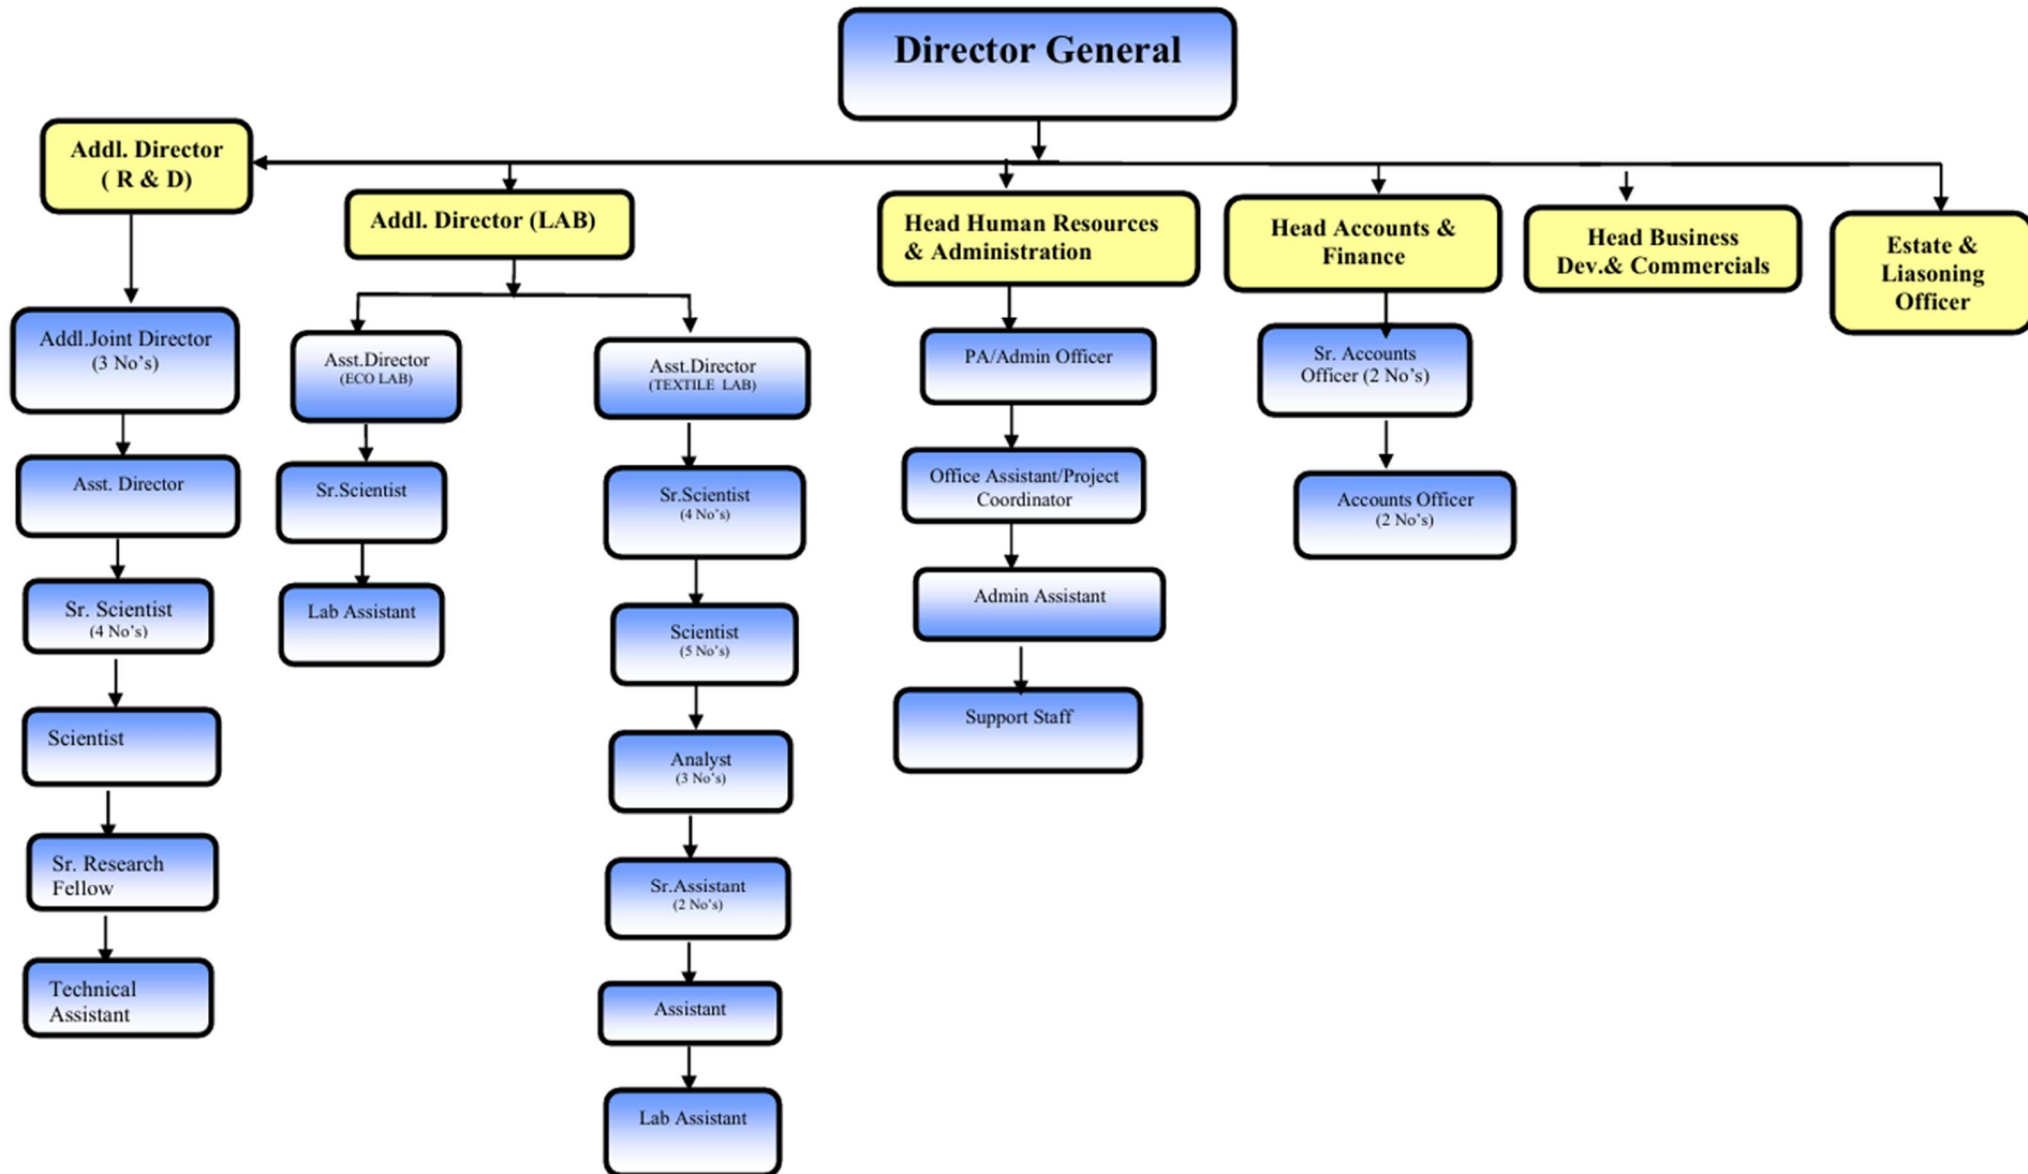 Director General
Addl. Director
( R & D)
Addl. Director (LAB)
Head Human Resources
& Administration
Head Accounts &
Finance
Head Business
Dev.& Commercials
Estate &
Liasoning
Officer
Addl.Joint Director
(3 No’s)
Asst. Director
Sr. Scientist
(4 No’s)
Scientist
Sr. Research
Fellow
Technical
Assistant
Asst.Director
(ECO LAB)
Sr.Scientist
Lab Assistant
Asst.Director
(TEXTILE LAB)
Sr.Scientist
(4 No’s)
Scientist
(5 No’s)
Analyst
(3 No’s)
Sr.Assistant
(2 No’s)
Assistant
Lab Assistant
PA/Admin Officer
Office Assistant/Project
Coordinator
Admin Assistant
Support Staff
Sr. Accounts
Officer (2 No’s)
Accounts Officer
(2 No’s)